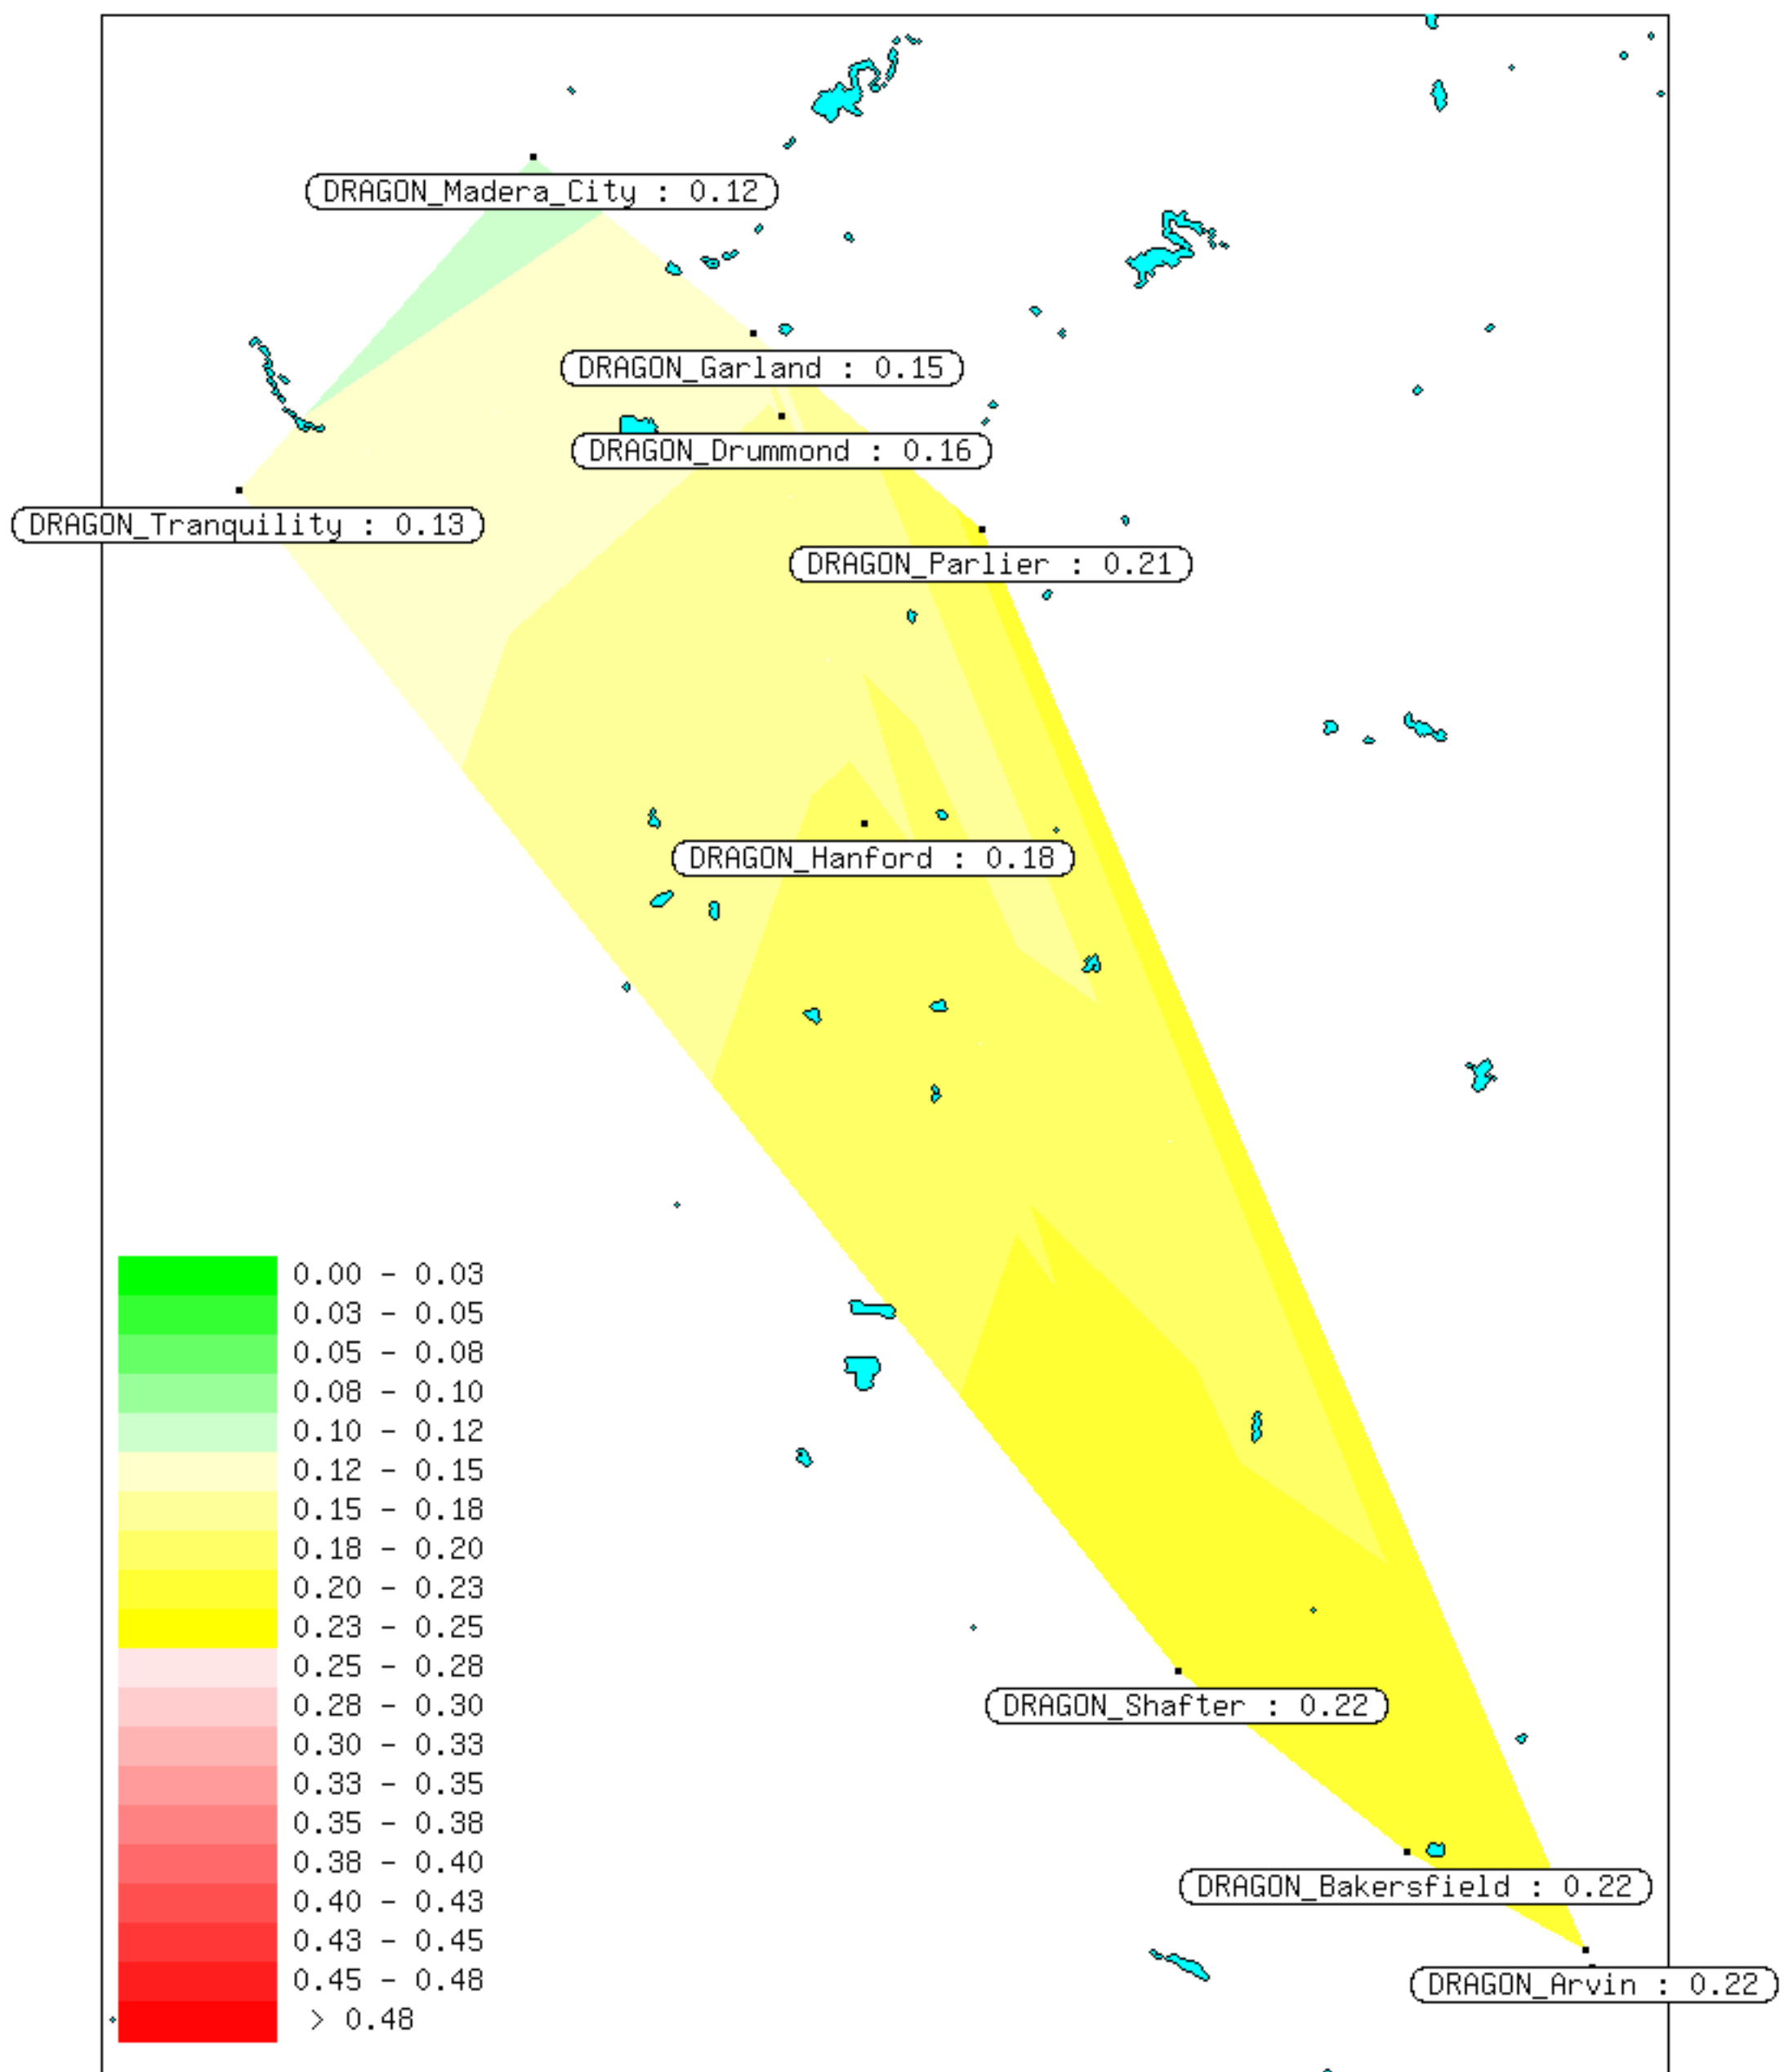 DRAGON_Madera_City : 0.12
DRAGON_Garland : 0.15
DRAGON_Drummond : 0.16
DRAGON_Tranquility : 0.13
DRAGON_Parlier : 0.21
DRAGON_Hanford : 0.18
0.00 - 0.03
0.03 - 0.05
0.05 - 0.08
0.08 - 0.10
0.10 - 0.12
0.12 - 0.15
0.15 - 0.18
0.18 - 0.20
0.20 - 0.23
0.23 - 0.25
0.25 - 0.28
0.28 - 0.30
0.30 - 0.33
0.33 - 0.35
0.35 - 0.38
0.38 - 0.40
0.40 - 0.43
0.43 - 0.45
0.45 - 0.48
> 0.48
DRAGON_Shafter : 0.22
DRAGON_Bakersfield : 0.22
DRAGON_Arvin : 0.22